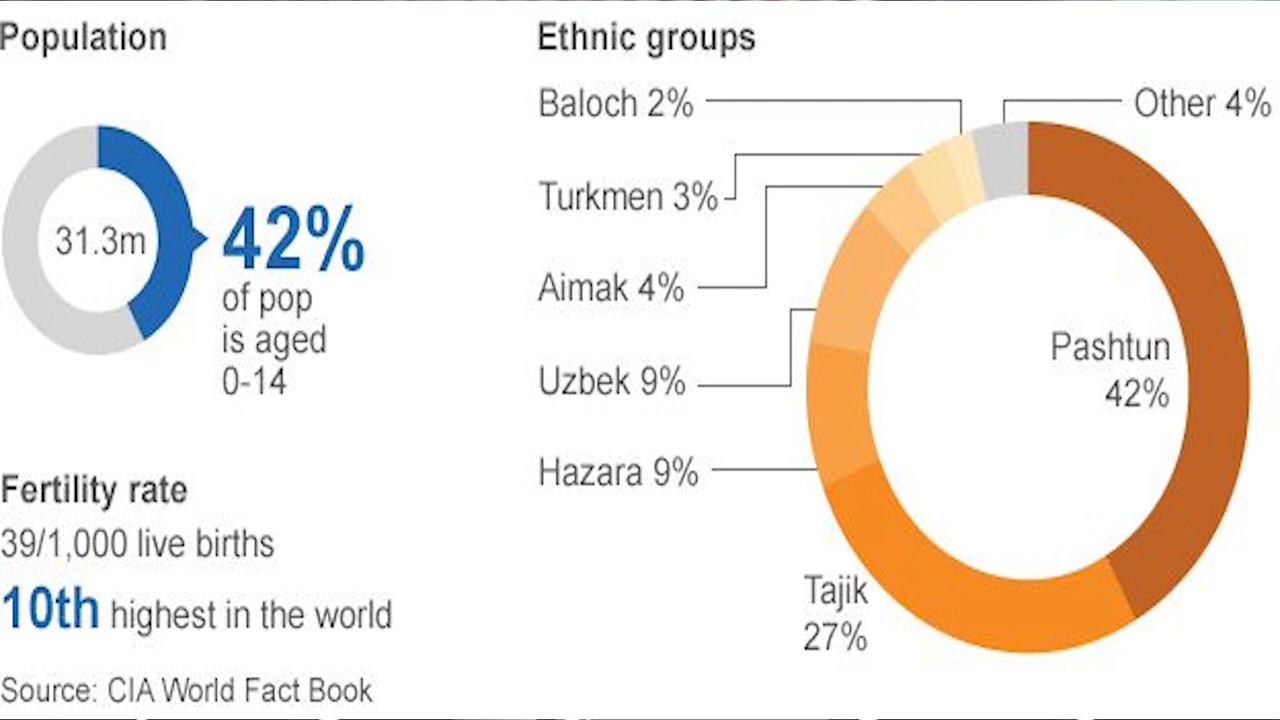 Population
31.3m
42%
of pop
is aged
0-14
Fertility rate
39/1,000 live births
10th highest in the world
Source: CIA World Fact Book
Ethnic groups
Baloch 2%
Other 4%
Turkmen 3%
Aimak 4%
Uzbek 9%
Hazara 9%
Pashtun
42%
Tajik
27%